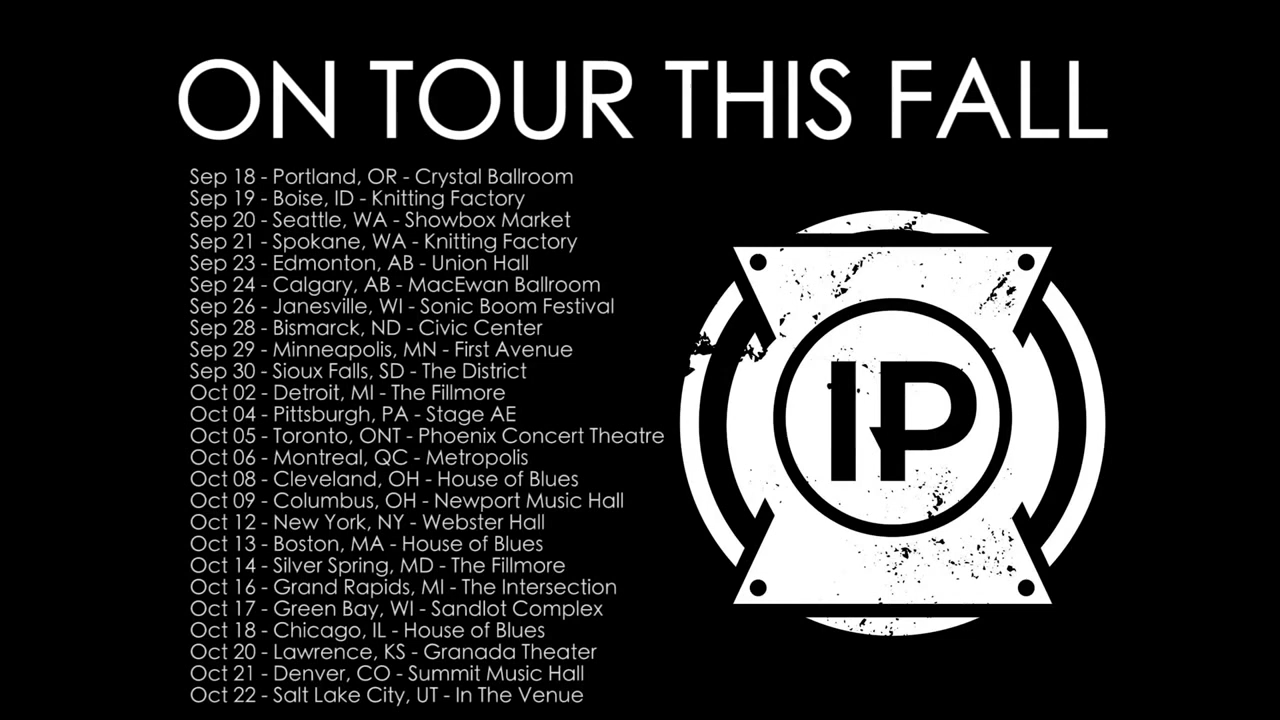 ON TOUR THIS FALL
Sep 18 - Portland, OR - Crystal Ballroom
Sep 19 - Boise, ID - Knitting Factory
Sep 20 - Seattle, WA - Showbox Market
Sep 21 - Spokane, WA - Knitting Factory
Sep 23 - Edmonton, AB - Union Hall
Sep 24 - Calgary, AB - MacEwan Ballroom
Sep 26 - Janesville, WI - Sonic Boom Festival
Sep 28 - Bismarck, ND - Civic Center
Sep 29 - Minneapolis, MN - First Avenue
Sep 30 - Sioux Falls, SD - The District
Oct 02 - Detroit, MI - The Fillmore
Oct 04 - Pittsburgh, PA - Stage AE
Oct 05 - Toronto, ONT - Phoenix Concert Theatre
Oct 06 - Montreal, QC - Metropolis
Oct 08 - Cleveland, OH - House of Blues
Oct 09 - Columbus, OH - Newport Music Hall
Oct 12 - New York, NY - Webster Hall
Oct 13 - Boston, MA - House of Blues
Oct 14 - Silver Spring, MD - The Fillmore
Oct 16 - Grand Rapids, MI - The Intersection
Oct 17 - Green Bay, WI - Sandlot Complex
Oct 18 - Chicago, IL - House of Blues
Oct 20 - Lawrence, KS - Granada Theater
Oct 21 - Denver, CO - Summit Music Hall
Oct 22 - Salt Lake City, UT - In The Venue
IP